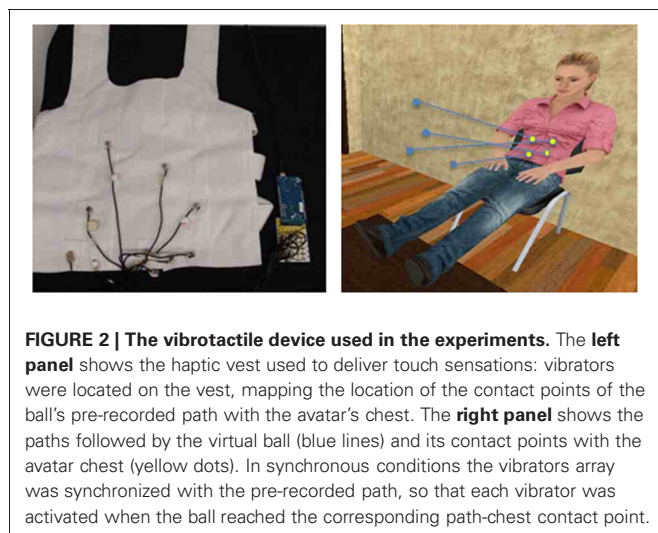 FIGURE 2 | The vibrotactile device used in the experiments. The left
panel shows the haptic vest used to deliver touch sensations: vibrators
were located on the vest, mapping the location of the contact points of the
ball's pre-recorded path with the avatar's chest. The right panel shows the
paths followed by the virtual ball (blue lines) and its contact points with the
avatar chest (yellow dots). In synchronous conditions the vibrators array
was synchronized with the pre-recorded path, so that each vibrator was
activated when the ball reached the corresponding path-chest contact point.